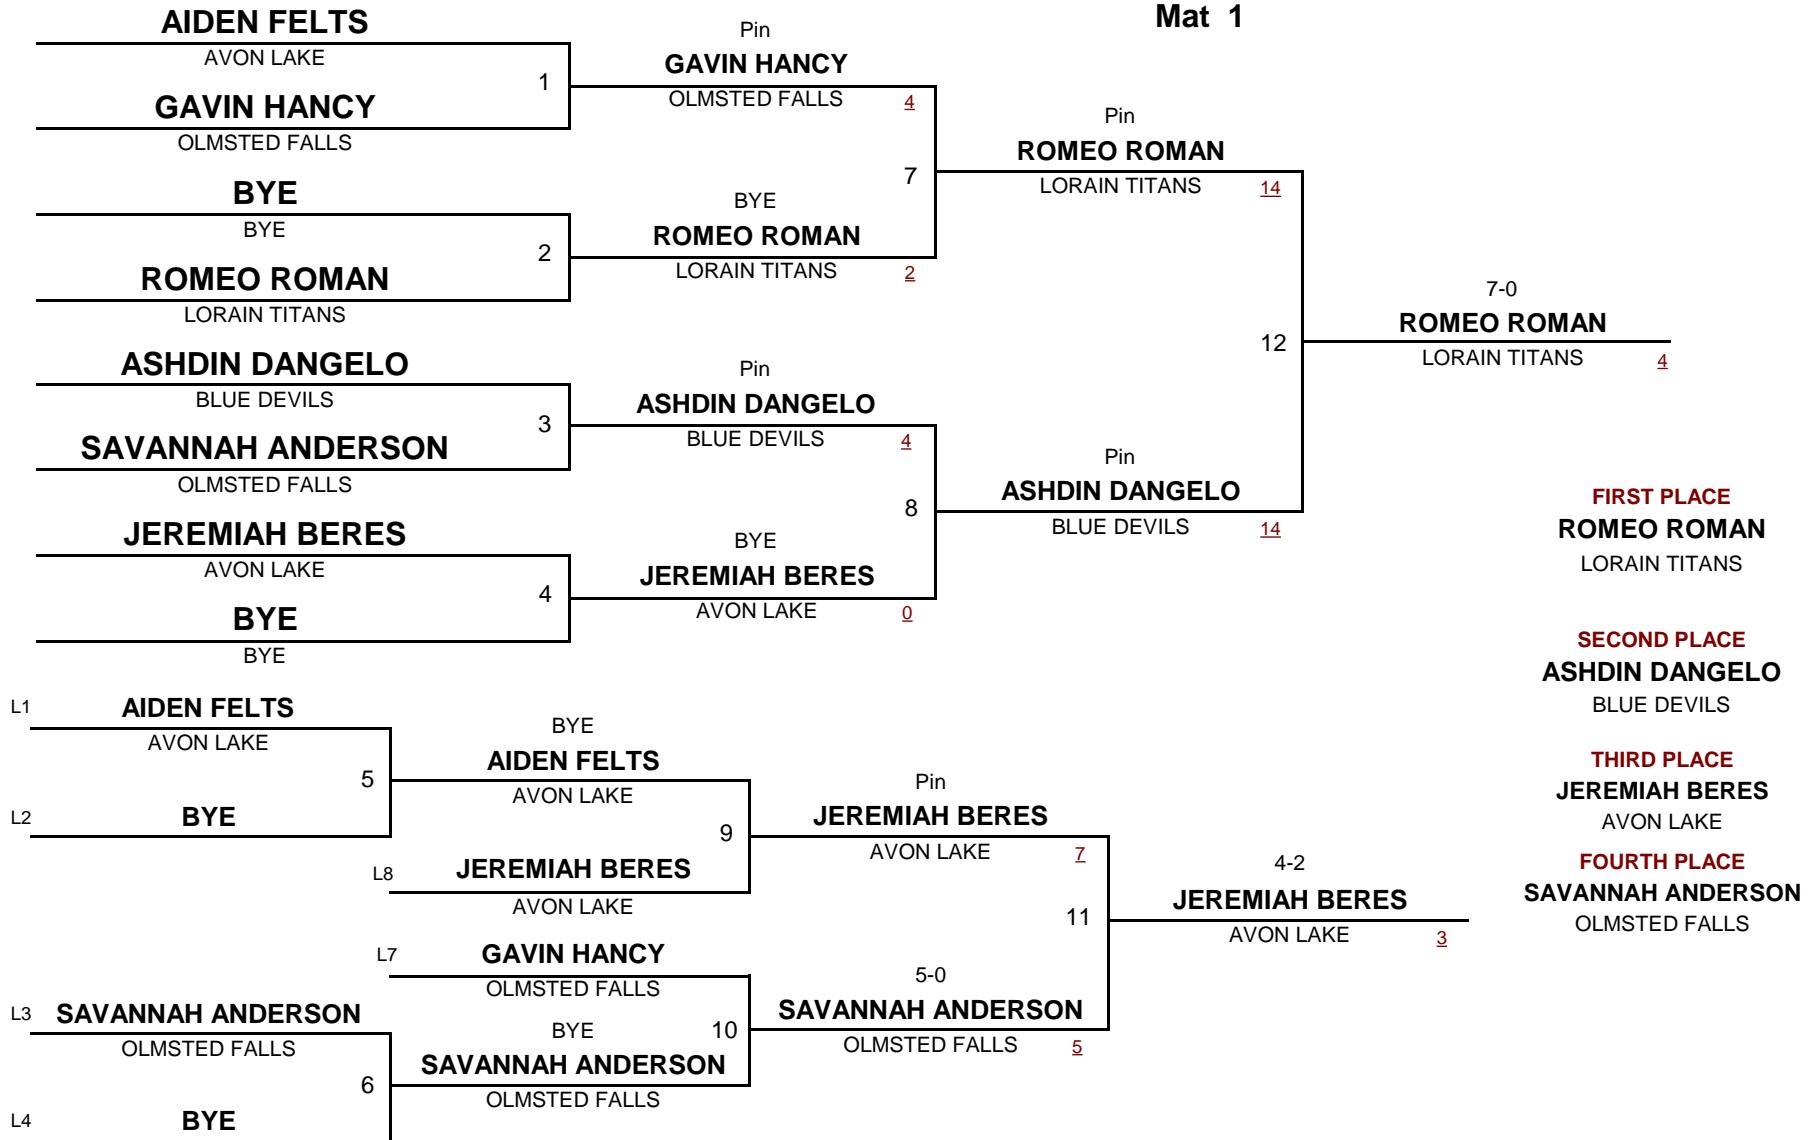 Mat 1
AIDEN FELTS
AVON LAKE
1
GAVIN HANCY
OLMSTED FALLS
BYE
BYE
2
ROMEO ROMAN
LORAIN TITANS
ASHDIN DANGELO
BLUE DEVILS
3
SAVANNAH ANDERSON
OLMSTED FALLS
JEREMIAH BERES
AVON LAKE
4
BYE
BYE
Pin
GAVIN HANCY
OLMSTED FALLS 4
7
BYE
ROMEO ROMAN
LORAIN TITANS 2
Pin
ASHDIN DANGELO
BLUE DEVILS 4
8
BYE
JEREMIAH BERES
AVON LAKE 0
Pin
ROMEO ROMAN
LORAIN TITANS 14
12
Pin
ASHDIN DANGELO
BLUE DEVILS 14
7-0
ROMEO ROMAN
LORAIN TITANS 4
FIRST PLACE
ROMEO ROMAN
LORAIN TITANS
SECOND PLACE
ASHDIN DANGELO
BLUE DEVILS
THIRD PLACE
JEREMIAH BERES
AVON LAKE
FOURTH PLACE
SAVANNAH ANDERSON
OLMSTED FALLS
L1 AIDEN FELTS
AVON LAKE
5
L2 BYE
BYE
AIDEN FELTS
AVON LAKE
9
L8 JEREMIAH BERES
AVON LAKE
L7 GAVIN HANCY
OLMSTED FALLS
10
L3 SAVANNAH ANDERSON
OLMSTED FALLS
6
L4 BYE
BYE
SAVANNAH ANDERSON
OLMSTED FALLS
Pin
JEREMIAH BERES
AVON LAKE 7
11
5-0
SAVANNAH ANDERSON
OLMSTED FALLS 5
4-2
JEREMIAH BERES
AVON LAKE 3